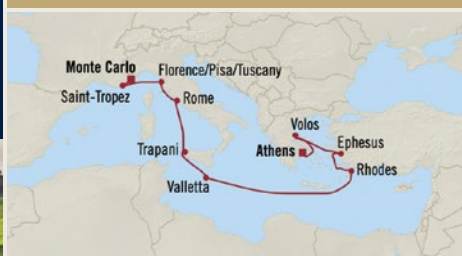 Monte Carlo
Florence/Pisa/Tuscany
Saint-Tropez
Rome
Volos
Trapani
Athens
Ephesus
Rhodes
Valletta